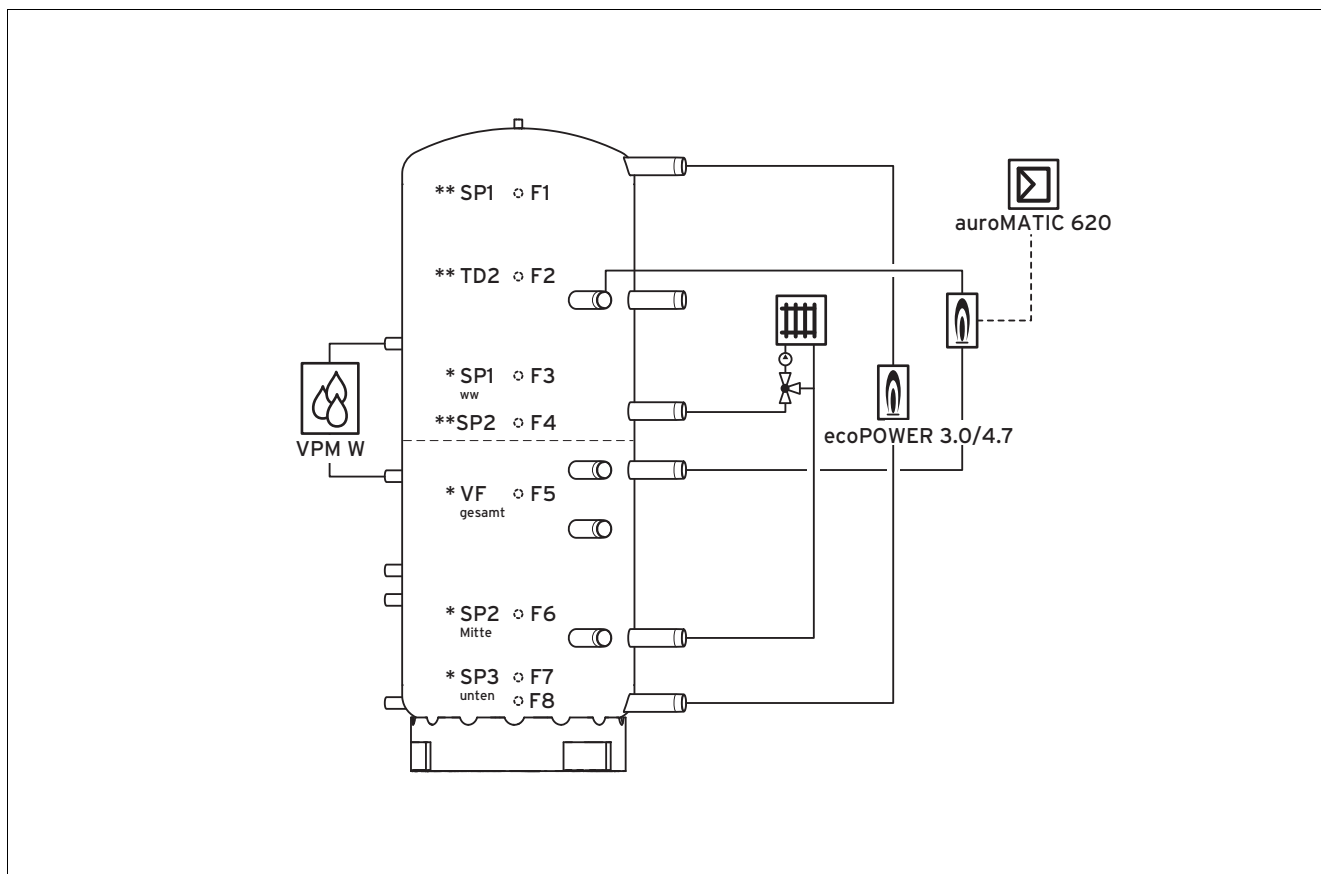 ** SP1 F1
auroMATIC 620
** TD2 F2
* SP1 F3
ww
**SP2 F4
ecoPOWER 3.0/4.7
VPM W
* VF F5
gesamt
* SP2 F6
Mitte
* SP3 F7
unten F8